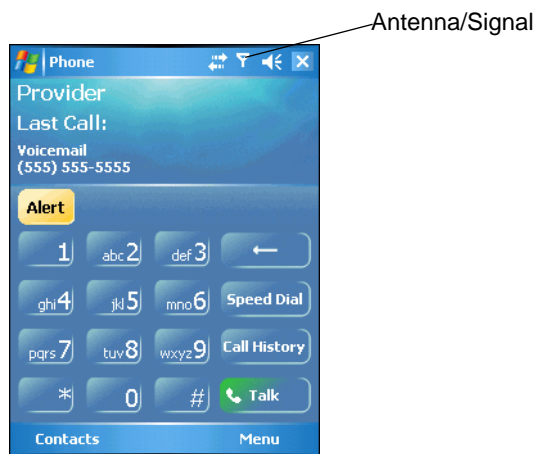 Antenna/Signal
Phone
Provider
Last Call:
Voicemail
(555) 555-5555
Alert
1 abc 2 def 3 ←
ghi 4 jkl 5 mno 6 Speed Dial
pqrs 7 tuv 8 wxyz 9 Call History
* 0 # Talk
Contacts Menu